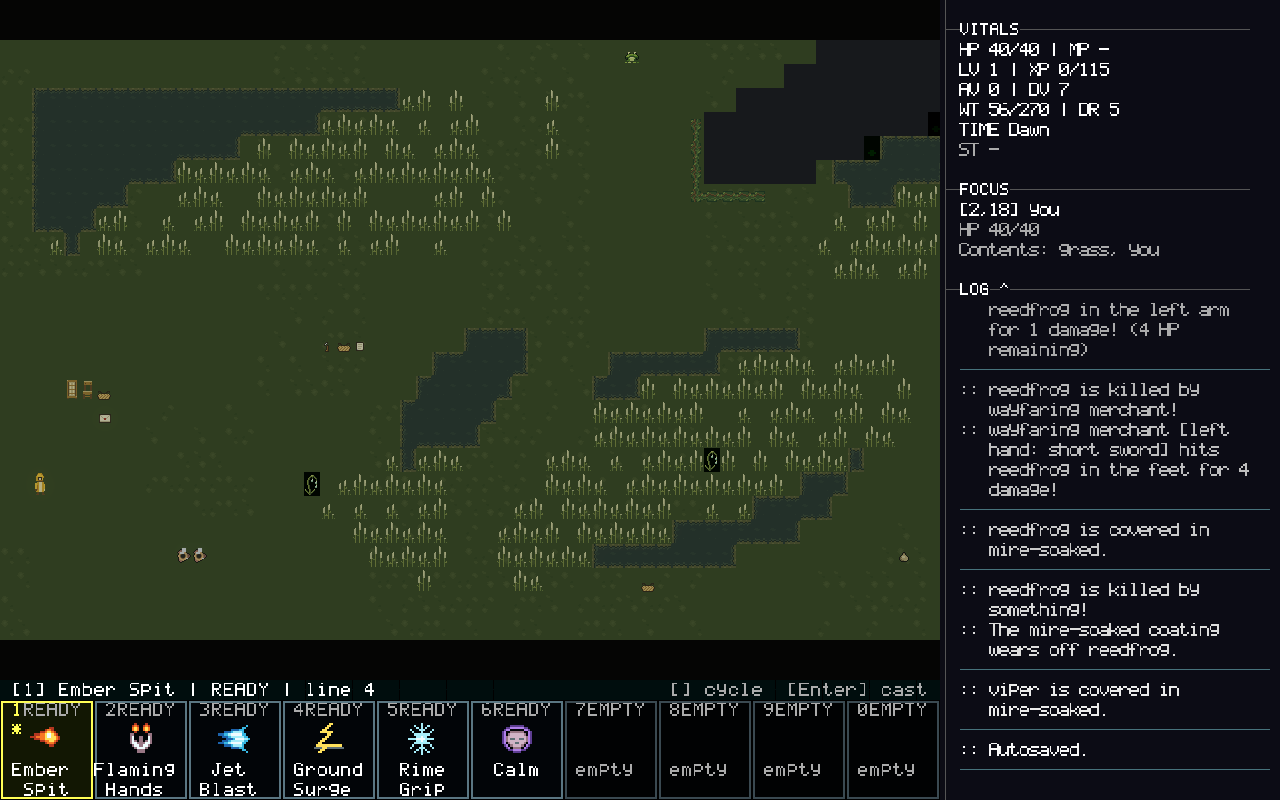 VITALS
HP 40/40 | MP -
LV 1 | XP 0/115
AV 0 | DV 7
WT 56/270 | DR 5
TIME Dawn
ST -
FOCUS
[2,18] you
HP 40/40
Contents: grass, you
LOG ^
reedfrog in the left arm
for 1 damage! (4 HP
remaining)
:: reedfrog is killed by
wayfaring merchant!
:: wayfaring merchant [left
hand: short sword] hits
reedfrog in the feet for 4
damage!
:: reedfrog is covered in
mire-soaked.
:: reedfrog is killed by
something!
:: The mire-soaked coating
wears off reedfrog.
:: viper is covered in
mire-soaked.
:: Autosaved.
[1] Ember Spit | READY | line 4
[] cycle [Enter] cast
1READY 2READY 3READY 4READY 5READY 6READY 7EMPTY 8EMPTY 9EMPTY 0EMPTY
*
Ember Flaming Jet Ground Rime Calm empty empty empty empty
Spit Hands Blast Surge Grip